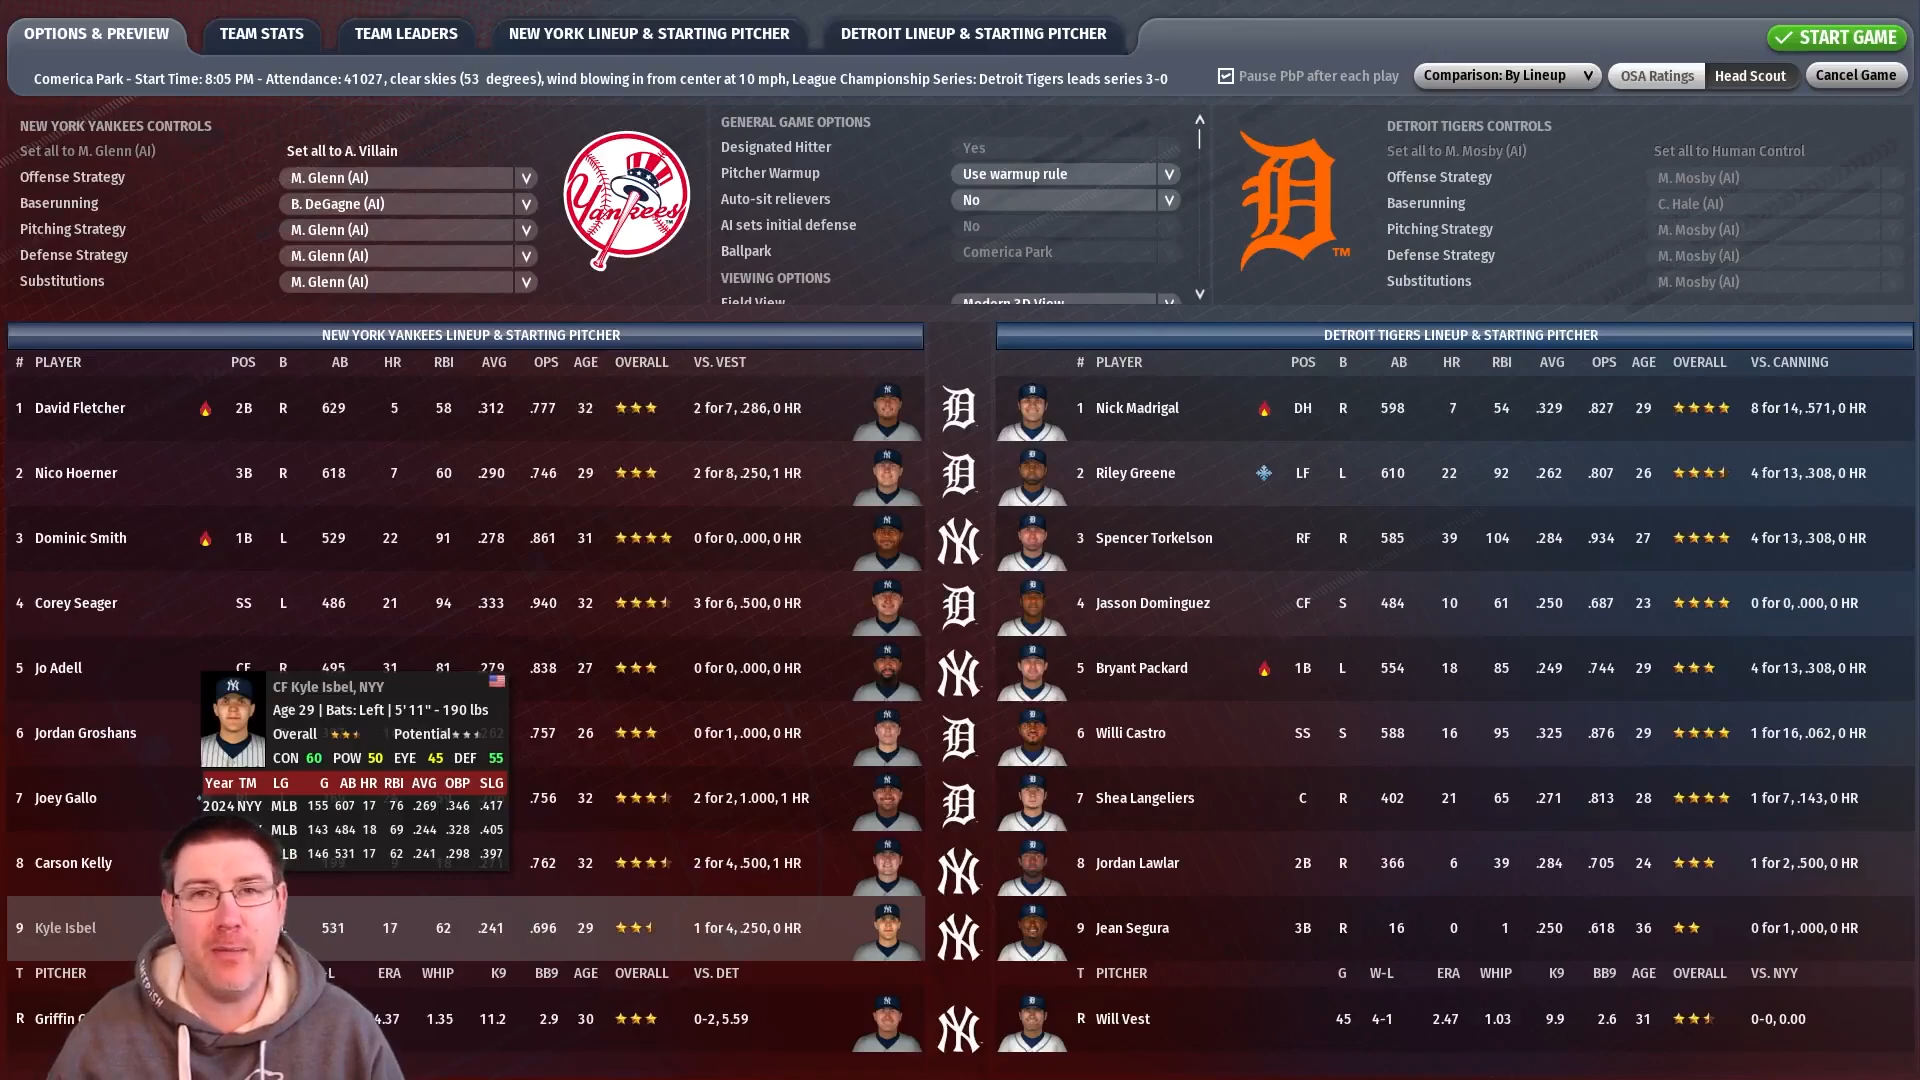 OPTIONS & PREVIEW TEAM STATS TEAM LEADERS NEW YORK LINEUP & STARTING PITCHER DETROIT LINEUP & STARTING PITCHER START GAME
Comerica Park - Start Time: 8:05 PM - Attendance: 41027, clear skies (53 degrees), wind blowing in from center at 10 mph, League Championship Series: Detroit Tigers leads series 3-0 Pause PbP after each play Comparison: By Lineup OSA Ratings Head Scout Cancel Game
NEW YORK YANKEES CONTROLS
Set all to M. Glenn (AI) Set all to A. Villain
Offense Strategy M. Glenn (AI)
Baserunning B. DeGagne (AI)
Pitching Strategy M. Glenn (AI)
Defense Strategy M. Glenn (AI)
Substitutions M. Glenn (AI)
Yankees
GENERAL GAME OPTIONS
Designated Hitter Yes
Pitcher Warmup Use warmup rule
Auto-sit relievers No
AI sets initial defense No
Ballpark Comerica Park
VIEWING OPTIONS
Field View Modern 3D View
D TM
DETROIT TIGERS CONTROLS
Set all to M. Mosby (AI) Set all to Human Control
Offense Strategy M. Mosby (AI)
Baserunning C. Hale (AI)
Pitching Strategy M. Mosby (AI)
Defense Strategy M. Mosby (AI)
Substitutions M. Mosby (AI)
NEW YORK YANKEES LINEUP & STARTING PITCHER
# PLAYER POS B AB HR RBI AVG OPS AGE OVERALL VS. VEST
1 David Fletcher 2B R 629 5 58 .312 .777 32 2 for 7, .286, 0 HR
2 Nico Hoerner 3B R 618 7 60 .290 .746 29 2 for 8, .250, 1 HR
3 Dominic Smith 1B L 529 22 91 .278 .861 31 0 for 0, .000, 0 HR
4 Corey Seager SS L 486 21 94 .333 .940 32 3 for 6, .500, 0 HR
5 Jo Adell CF R 495 31 81 .279 .838 27 0 for 0, .000, 0 HR
6 Jordan Groshans .757 26 0 for 1, .000, 0 HR
7 Joey Gallo .756 32 2 for 2, 1.000, 1 HR
8 Carson Kelly .762 32 2 for 4, .500, 1 HR
9 Kyle Isbel 531 17 62 .241 .696 29 1 for 4, .250, 0 HR
T PITCHER ERA WHIP K9 BB9 AGE OVERALL VS. DET
R Griffin 4.37 1.35 11.2 2.9 30 0-2, 5.59
CF Kyle Isbel, NYY
Age 29 | Bats: Left | 5' 11" - 190 lbs
Overall Potential
CON 60 POW 50 EYE 45 DEF 55
Year TM LG G AB HR RBI AVG OBP SLG
2024 NYY MLB 155 607 17 76 .269 .346 .417
MLB 143 484 18 69 .244 .328 .405
LB 146 531 17 62 .241 .298 .397
D
D
NY
D
NY
D
D
NY
NY
NY
DETROIT TIGERS LINEUP & STARTING PITCHER
# PLAYER POS B AB HR RBI AVG OPS AGE OVERALL VS. CANNING
1 Nick Madrigal DH R 598 7 54 .329 .827 29 8 for 14, .571, 0 HR
2 Riley Greene LF L 610 22 92 .262 .807 26 4 for 13, .308, 0 HR
3 Spencer Torkelson RF R 585 39 104 .284 .934 27 4 for 13, .308, 0 HR
4 Jasson Dominguez CF S 484 10 61 .250 .687 23 0 for 0, .000, 0 HR
5 Bryant Packard 1B L 554 18 85 .249 .744 29 4 for 13, .308, 0 HR
6 Willi Castro SS S 588 16 95 .325 .876 29 1 for 16, .062, 0 HR
7 Shea Langeliers C R 402 21 65 .271 .813 28 1 for 7, .143, 0 HR
8 Jordan Lawlar 2B R 366 6 39 .284 .705 24 1 for 2, .500, 0 HR
9 Jean Segura 3B R 16 0 1 .250 .618 36 0 for 1, .000, 0 HR
T PITCHER G W-L ERA WHIP K9 BB9 AGE OVERALL VS. NYY
R Will Vest 45 4-1 2.47 1.03 9.9 2.6 31 0-0, 0.00